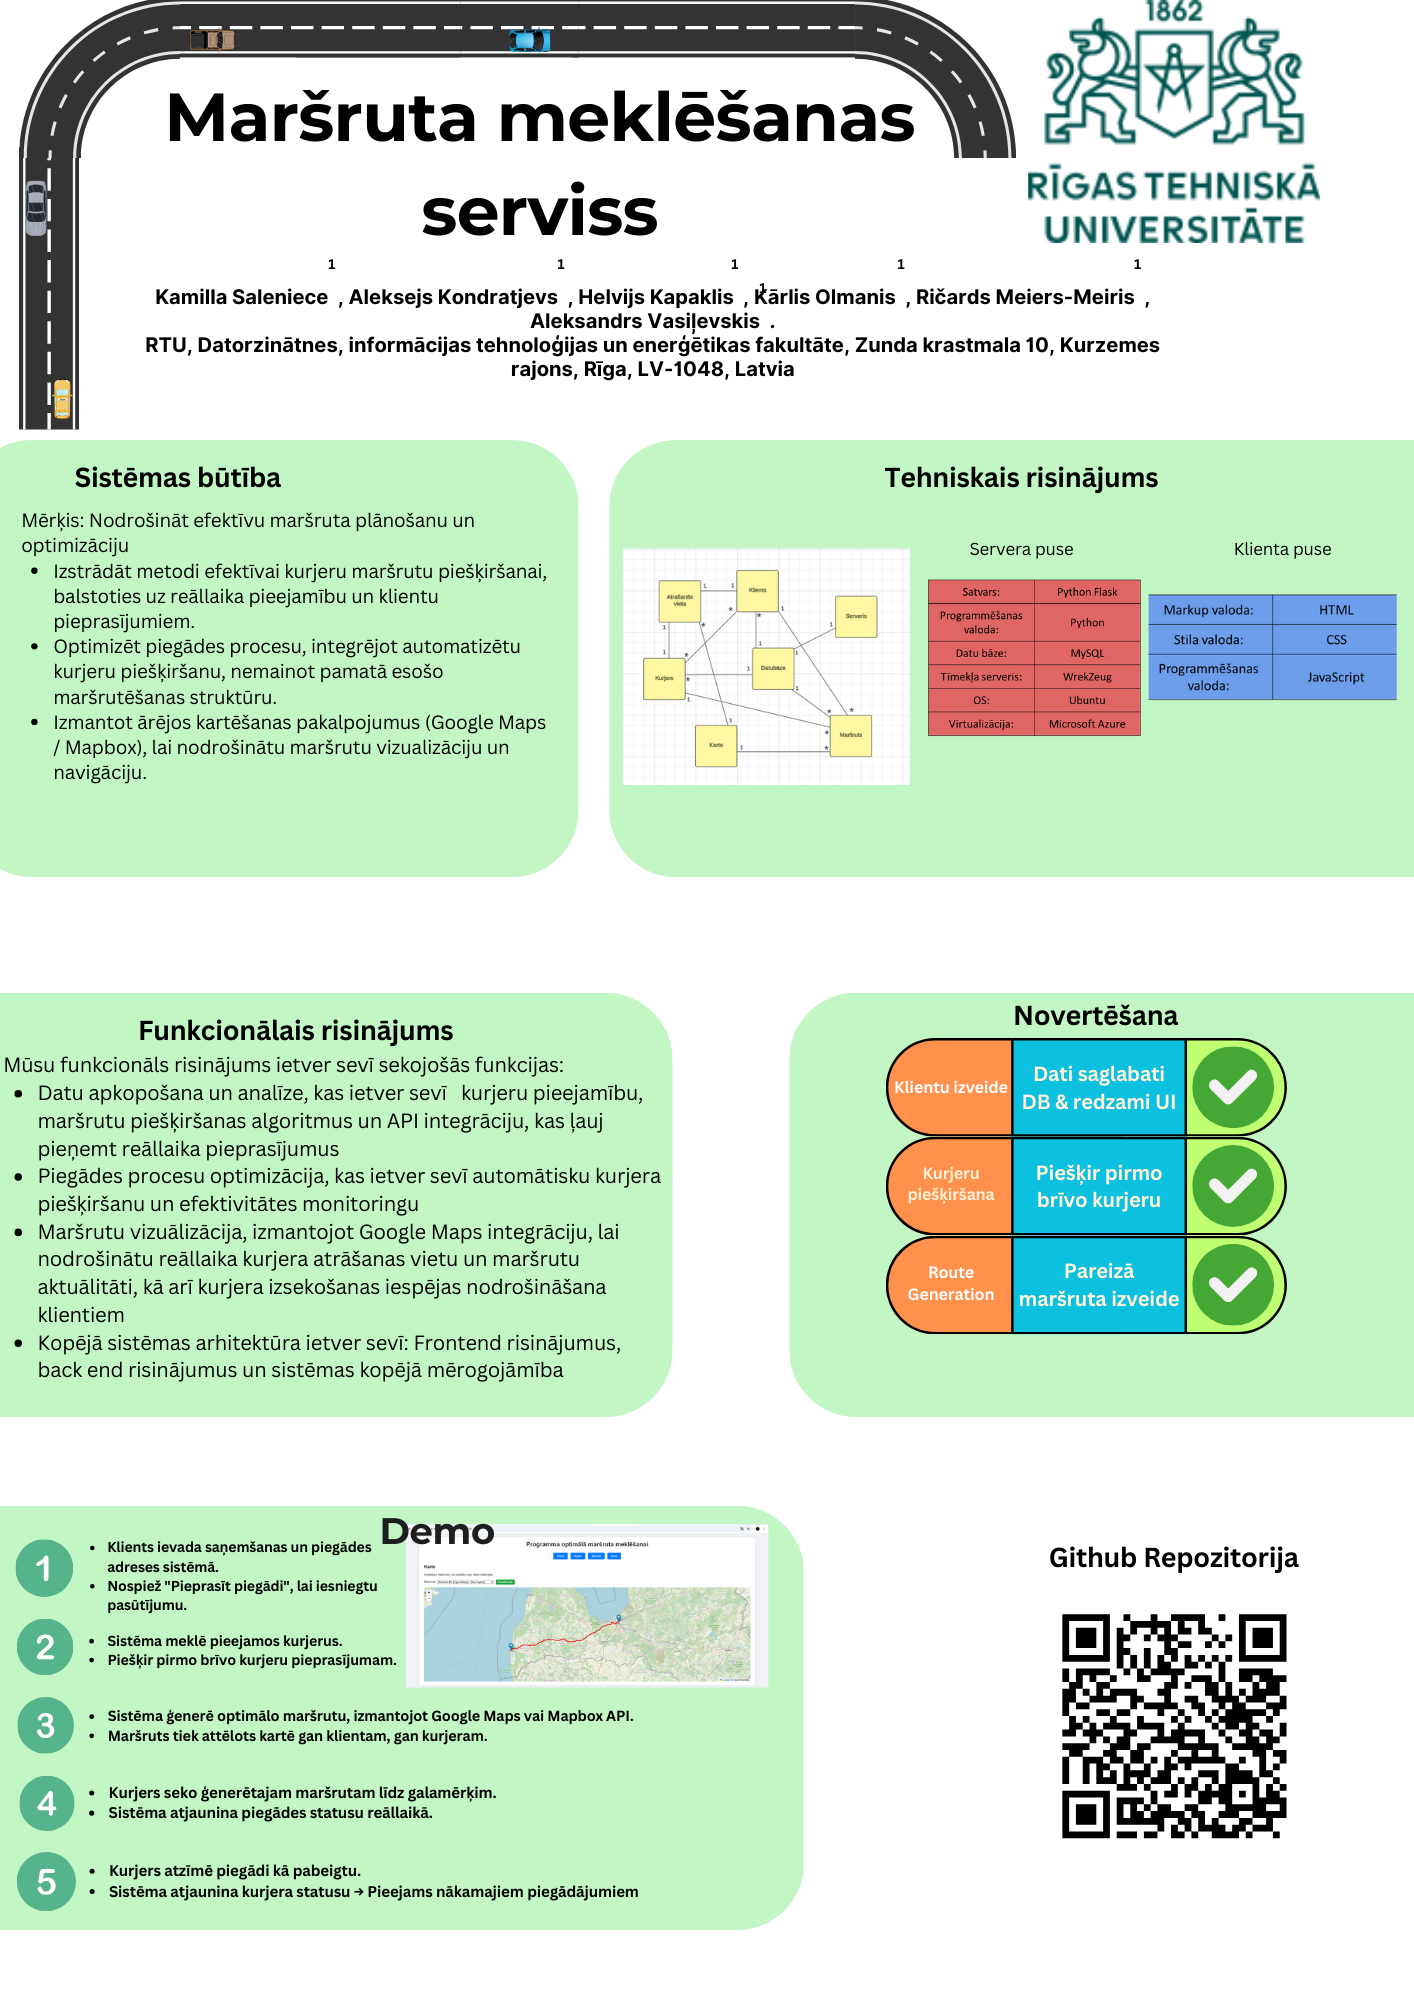 1862
RĪGAS TEHNISKĀ
UNIVERSITĀTE
Maršruta meklēšanas
serviss
1 1 1 1 1
Kamilla Saleniece , Aleksejs Kondratjevs , Helvijs Kapaklis , Kārlis Olmanis , Ričards Meiers-Meiris ,
1
Aleksandrs Vasiļevskis .
RTU, Datorzinātnes, informācijas tehnoloģijas un enerģētikas fakultāte, Zunda krastmala 10, Kurzemes
rajons, Rīga, LV-1048, Latvia
Sistēmas būtība
Mērķis: Nodrošināt efektīvu maršruta plānošanu un
optimizāciju
• Izstrādāt metodi efektīvai kurjeru maršrutu piešķiršanai,
balstoties uz reāllaika pieejamību un klientu
pieprasījumiem.
• Optimizēt piegādes procesu, integrējot automatizētu
kurjeru piešķiršanu, nemainot pamatā esošo
maršrutēšanas struktūru.
• Izmantot ārējos kartēšanas pakalpojumus (Google Maps
/ Mapbox), lai nodrošinātu maršrutu vizualizāciju un
navigāciju.
Tehniskais risinājums
Atrašanās
vieta
Klients
Serveris
Kurjers
Datubāze
Karte
Maršruts
Servera puse
Satvars: Python Flask
Programmēšanas
valoda: Python
Datu bāze: MySQL
Tīmekļa serveris: WrekZeug
OS: Ubuntu
Virtualizācija: Microsoft Azure
Klienta puse
Markup valoda: HTML
Stila valoda: CSS
Programmēšanas
valoda: JavaScript
Funkcionālais risinājums
Mūsu funkcionāls risinājums ietver sevī sekojošās funkcijas:
• Datu apkopošana un analīze, kas ietver sevī kurjeru pieejamību,
maršrutu piešķiršanas algoritmus un API integrāciju, kas ļauj
pieņemt reāllaika pieprasījumus
• Piegādes procesu optimizācija, kas ietver sevī automātisku kurjera
piešķiršanu un efektivitātes monitoringu
• Maršrutu vizuālizācija, izmantojot Google Maps integrāciju, lai
nodrošinātu reāllaika kurjera atrāšanas vietu un maršrutu
aktuālitāti, kā arī kurjera izsekošanas iespējas nodrošināšana
klientiem
• Kopējā sistēmas arhitektūra ietver sevī: Frontend risinājumus,
back end risinājumus un sistēmas kopējā mērogojāmība
Novertēšana
Klientu izveide
Dati saglabati
DB & redzami UI
Kurjeru
piešķiršana
Piešķir pirmo
brīvo kurjeru
Route
Generation
Pareizā
maršruta izveide
Demo
1
• Klients ievada saņemšanas un piegādes
adreses sistēmā.
• Nospiež "Pieprasīt piegādi", lai iesniegtu
pasūtījumu.
2
• Sistēma meklē pieejamos kurjerus.
• Piešķir pirmo brīvo kurjeru pieprasījumam.
3
• Sistēma ģenerē optimālo maršrutu, izmantojot Google Maps vai Mapbox API.
• Maršruts tiek attēlots kartē gan klientam, gan kurjeram.
4
• Kurjers seko ģenerētajam maršrutam līdz galamērķim.
• Sistēma atjaunina piegādes statusu reāllaikā.
5
• Kurjers atzīmē piegādi kā pabeigtu.
• Sistēma atjaunina kurjera statusu → Pieejams nākamajiem piegādājumiem
Programma optimālā maršruta meklēšanai
Karte
Github Repozitorija